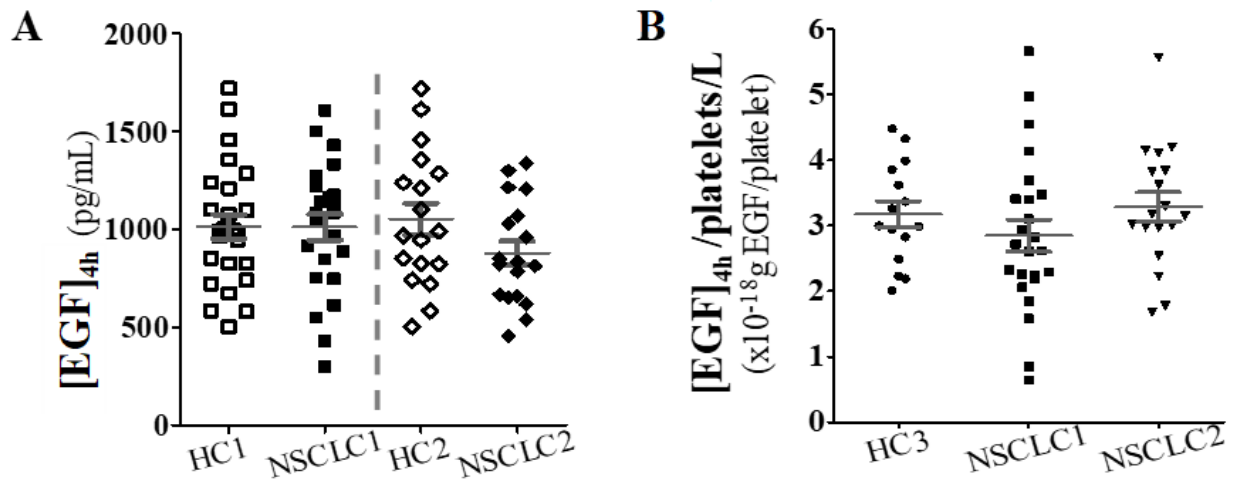 A
[EGF]4h (pg/mL)
2000
1500
1000
500
0
HC1
NSCLC1
HC2
NSCLC2
B
[EGF]4h/platelets/L
(x10-18g EGF/platelet)
6
5
4
3
2
1
0
HC3
NSCLC1
NSCLC2